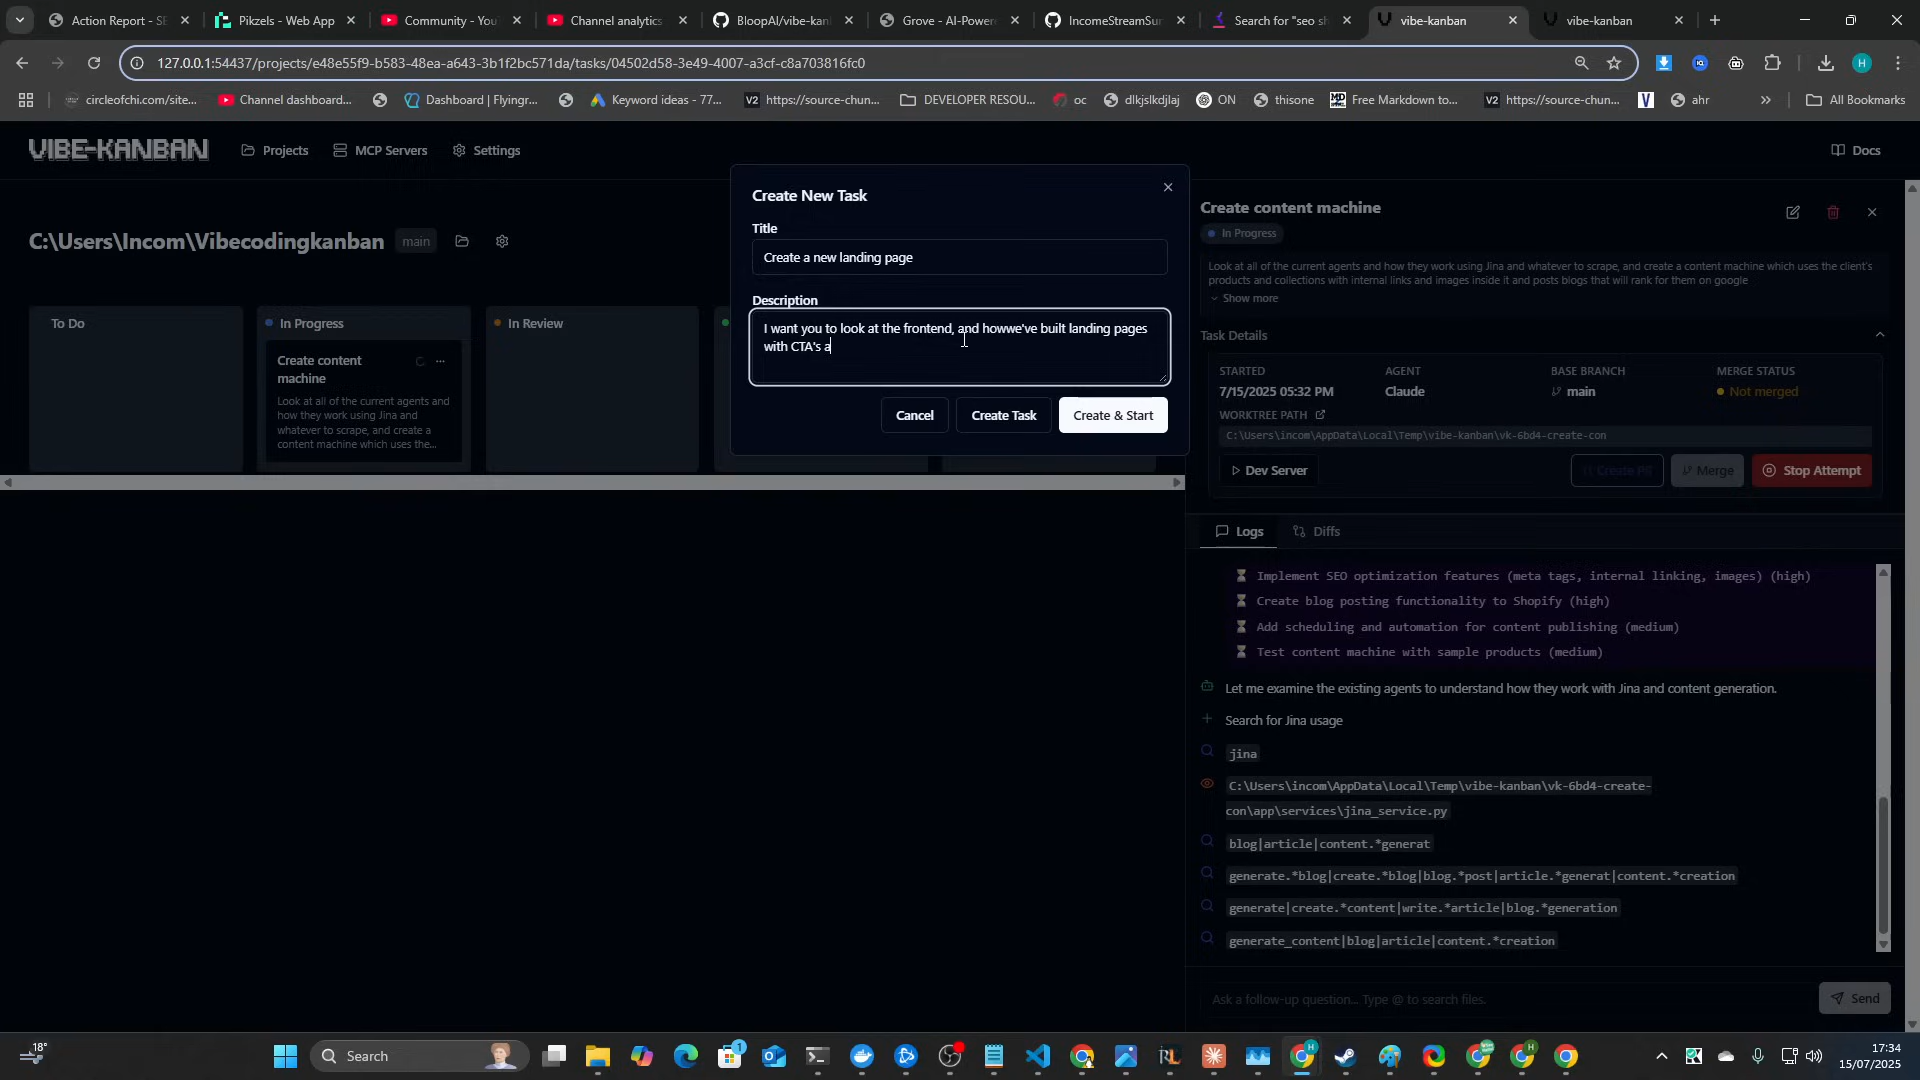 Action Report - SE
Pikzels - Web App
Community - You
Channel analytics
BloopAI/vibe-kan
Grove - AI-Power
IncomeStreamSur
Search for "seo sh
vibe-kanban
vibe-kanban
127.0.0.1:54437/projects/e48e55f9-b583-48ea-a643-3b1f2bc571da/tasks/04502d58-3e49-4007-a3cf-c8a703816fc0
H
circleofchi.com/site...
Channel dashboard...
Dashboard | Flyingr...
Keyword ideas - 77...
V2 https://source-chun...
DEVELOPER RESOU...
oc
dlkjslkdjlaj
ON
thisone
Free Markdown to...
V2 https://source-chun...
ahr
All Bookmarks
VIBE-KANBAN
Projects
MCP Servers
Settings
Docs
C:\Users\Incom\Vibecodingkanban
main
To Do
In Progress
In Review
Create content
machine
Look at all of the current agents and
how they work using Jina and
whatever to scrape, and create a
content machine which uses the...
Create New Task
Title
Create a new landing page
Description
I want you to look at the frontend, and howwe've built landing pages
with CTA's a
Cancel
Create Task
Create & Start
Create content machine
In Progress
Look at all of the current agents and how they work using Jina and whatever to scrape, and create a content machine which uses the client's
products and collections with internal links and images inside it and posts blogs that will rank for them on google
Show more
Task Details
STARTED
AGENT
BASE BRANCH
MERGE STATUS
7/15/2025 05:32 PM
Claude
main
Not merged
WORKTREE PATH
C:\Users\incom\AppData\Local\Temp\vibe-kanban\vk-6bd4-create-con
Dev Server
Create PR
Merge
Stop Attempt
Logs
Diffs
Implement SEO optimization features (meta tags, internal linking, images) (high)
Create blog posting functionality to Shopify (high)
Add scheduling and automation for content publishing (medium)
Test content machine with sample products (medium)
Let me examine the existing agents to understand how they work with Jina and content generation.
Search for Jina usage
jina
C:\Users\incom\AppData\Local\Temp\vibe-kanban\vk-6bd4-create-
con\app\services\jina_service.py
blog|article|content.*generat
generate.*blog|create.*blog|blog.*post|article.*generat|content.*creation
generate|create.*content|write.*article|blog.*generation
generate_content|blog|article|content.*creation
Ask a follow-up question... Type @ to search files.
Send
18°
Search
17:34
15/07/2025